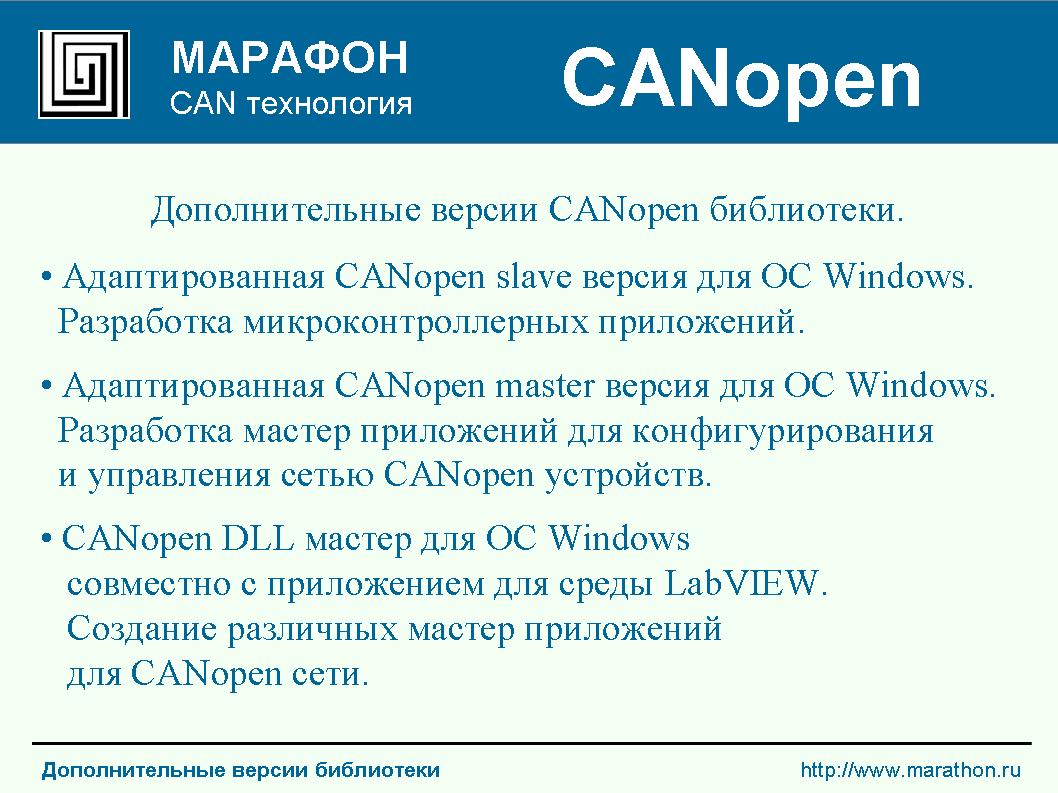 МАРАФОН
CAN технология
CANopen
Дополнительные версии CANopen библиотеки.
• Адаптированная CANopen slave версия для ОС Windows.
Разработка микроконтроллерных приложений.
• Адаптированная CANopen master версия для ОС Windows.
Разработка мастер приложений для конфигурирования
и управления сетью CANopen устройств.
• CANopen DLL мастер для ОС Windows
совместно с приложением для среды LabVIEW.
Создание различных мастер приложений
для CANopen сети.
Дополнительные версии библиотеки
http://www.marathon.ru